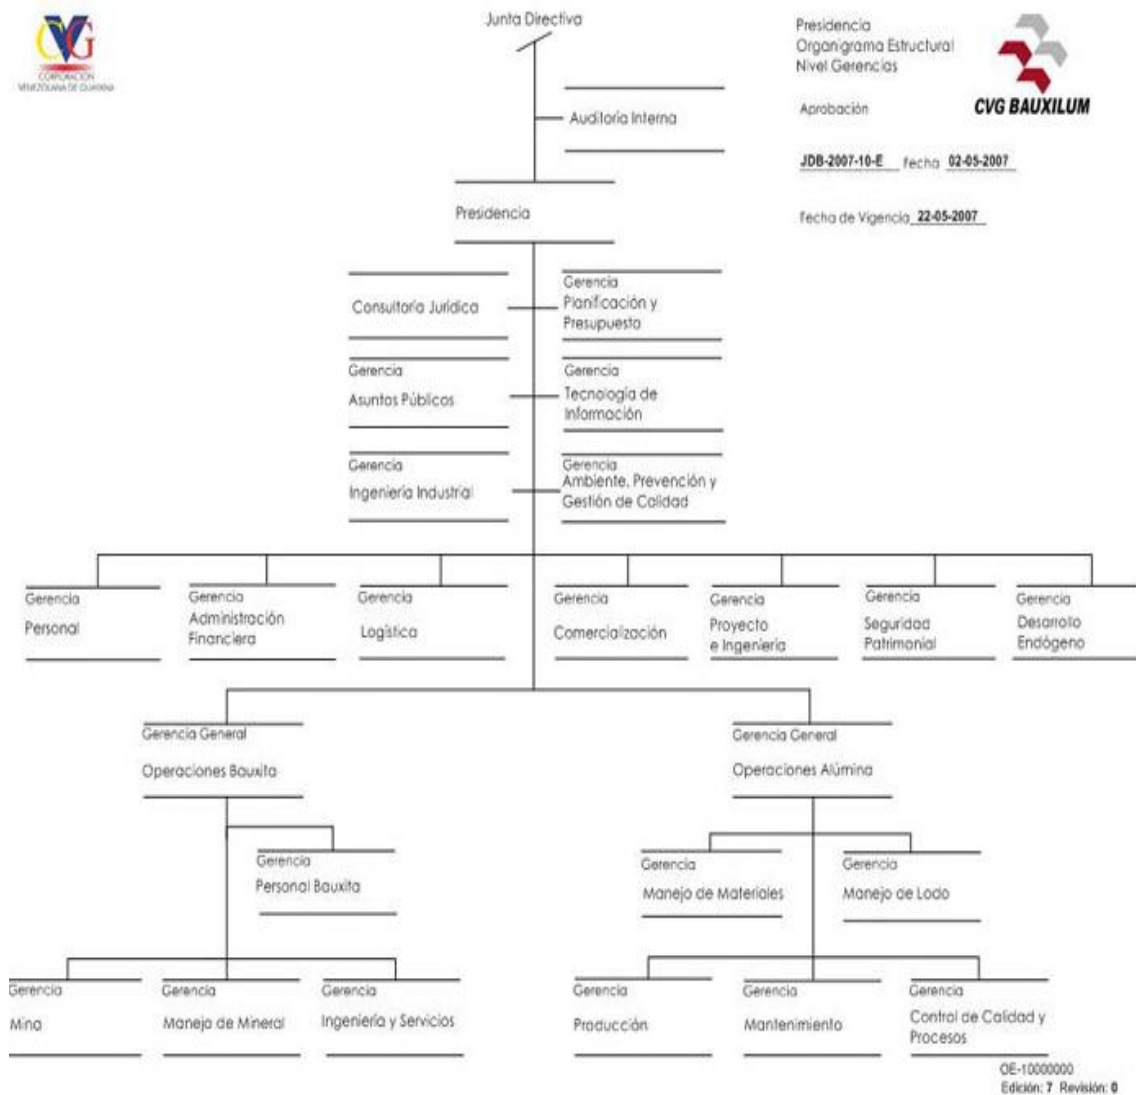 CVG
CORPORACIÓN
VENEZOLANA DE GUAYANA
Junta Directiva
Presidencia
Organigrama Estructural
Nivel Gerencias
Aprobación
CVG BAUXILUM
JDB-2007-10-E Fecha 02-05-2007
Fecha de Vigencia 22-05-2007
Auditoría Interna
Presidencia
Consultoría Jurídica
Gerencia
Planificación y
Presupuesto
Gerencia
Asuntos Públicos
Gerencia
Tecnología de
Información
Gerencia
Ingeniería Industrial
Gerencia
Ambiente, Prevención y
Gestión de Calidad
Gerencia
Personal
Gerencia
Administración
Financiera
Gerencia
Logística
Gerencia
Comercialización
Gerencia
Proyecto
e Ingeniería
Gerencia
Seguridad
Patrimonial
Gerencia
Desarrollo
Endógeno
Gerencia General
Operaciones Bauxita
Gerencia General
Operaciones Alúmina
Gerencia
Personal Bauxita
Gerencia
Manejo de Materiales
Gerencia
Manejo de Lodo
Gerencia
Mina
Gerencia
Manejo de Mineral
Gerencia
Ingeniería y Servicios
Gerencia
Producción
Gerencia
Mantenimiento
Gerencia
Control de Calidad y
Procesos
OE-10000000
Edición: 7 Revisión: 0